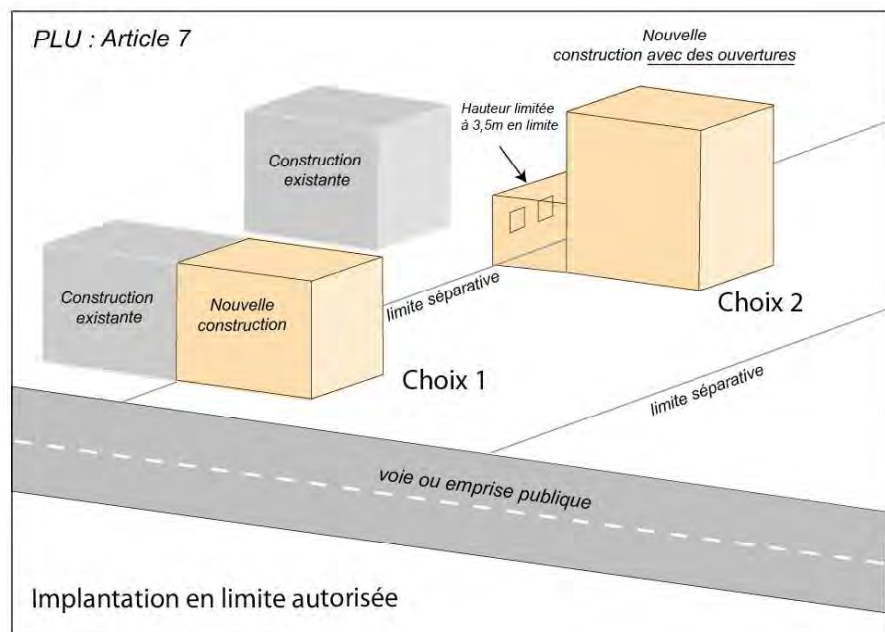 PLU : Article 7
Nouvelle
construction avec des ouvertures
Hauteur limitée
à 3,5m en limite
Construction
existante
Construction
existante
Nouvelle
construction
limite séparative
Choix 2
Choix 1
limite séparative
voie ou emprise publique
Implantation en limite autorisée